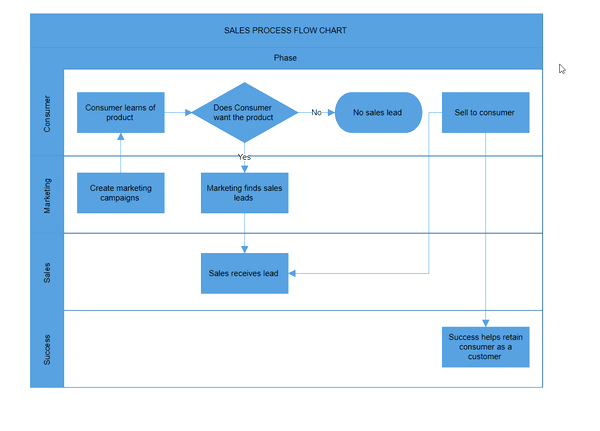 SALES PROCESS FLOW CHART
Phase
Consumer
Consumer learns of
product
Does Consumer
want the product
No
No sales lead
Sell to consumer
Yes
Marketing
Create marketing
campaigns
Marketing finds sales
leads
Sales
Sales receives lead
Success
Success helps retain
consumer as a
customer